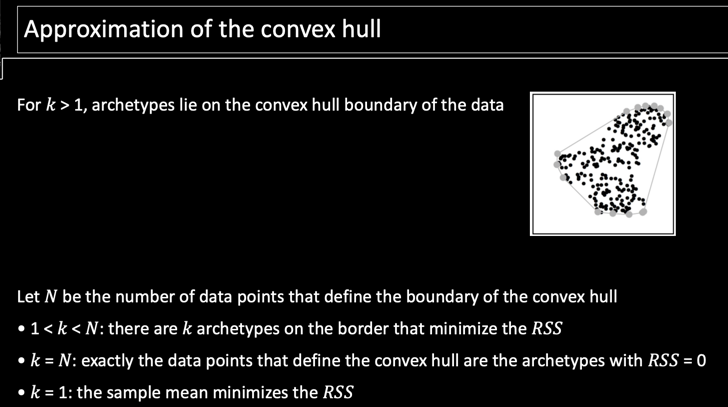 Approximation of the convex hull
For k > 1, archetypes lie on the convex hull boundary of the data
Let N be the number of data points that define the boundary of the convex hull
• 1 < k < N: there are k archetypes on the border that minimize the RSS
• k = N: exactly the data points that define the convex hull are the archetypes with RSS = 0
• k = 1: the sample mean minimizes the RSS